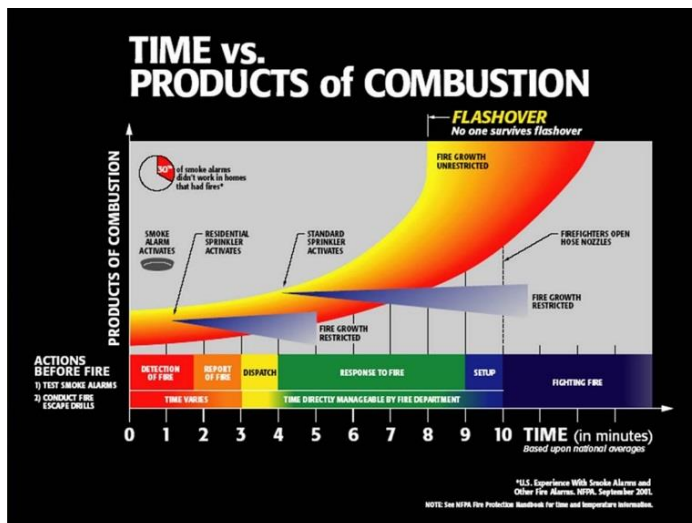 TIME vs.
PRODUCTS of COMBUSTION
FLASHOVER
No one survives flashover
PRODUCTS OF COMBUSTION
30%
of smoke alarms
didn't work in homes
that had fires*
FIRE GROWTH
UNRESTRICTED
SMOKE
ALARM
ACTIVATES
RESIDENTIAL
SPRINKLER
ACTIVATES
STANDARD
SPRINKLER
ACTIVATES
FIREFIGHTERS OPEN
HOSE NOZZLES
FIRE GROWTH
RESTRICTED
FIRE GROWTH
RESTRICTED
ACTIONS
BEFORE FIRE
1) TEST SMOKE ALARMS
2) CONDUCT FIRE
ESCAPE DRILLS
DETECTION
OF FIRE
REPORT
OF FIRE
DISPATCH
RESPONSE TO FIRE
SETUP
FIGHTING FIRE
TIME VARIES
TIME DIRECTLY MANAGEABLE BY FIRE DEPARTMENT
0 1 2 3 4 5 6 7 8 9 10 TIME (in minutes)
Based upon national averages
*U.S. Experience With Smoke Alarms and
Other Fire Alarms. NFPA. September 2001.
NOTE: See NFPA Fire Protection Handbook for time and temperature information.